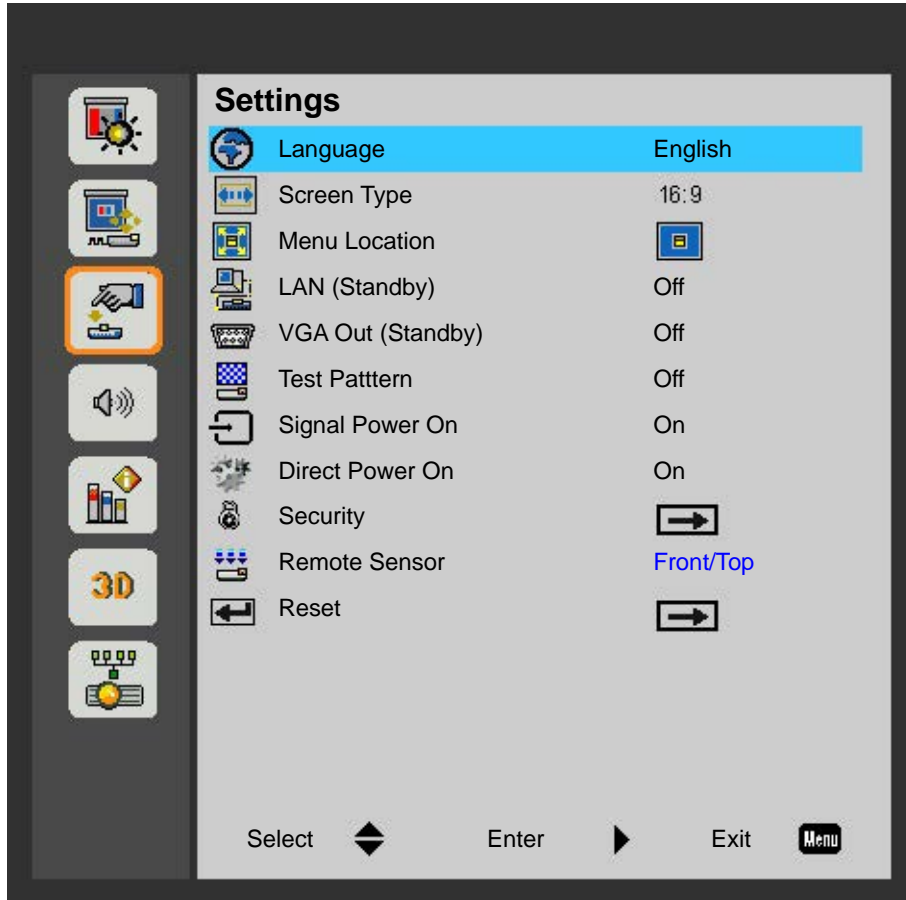 Settings
Language English
Screen Type 16:9
Menu Location
LAN (Standby) Off
VGA Out (Standby) Off
Test Patttern Off
Signal Power On On
Direct Power On On
Security
Remote Sensor Front/Top
3D
Reset
Select Enter Exit Menu